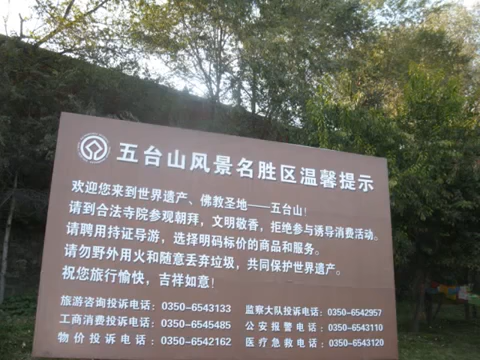 五台山风景名胜区温馨提示
欢迎您来到世界遗产、佛教圣地——五台山！
请到合法寺院参观朝拜，文明敬香，拒绝参与诱导消费活动。
请聘用持证导游，选择明码标价的商品和服务。
请勿野外用火和随意丢弃垃圾，共同保护世界遗产。
祝您旅行愉快，吉祥如意！
旅游咨询投诉电话：0350-6543133 监察大队投诉电话：0350-6542957
工商消费投诉电话：0350-6545485 公安报警电话：0350-6543110
物价投诉电话：0350-6542162 医疗急救电话：0350-6543120